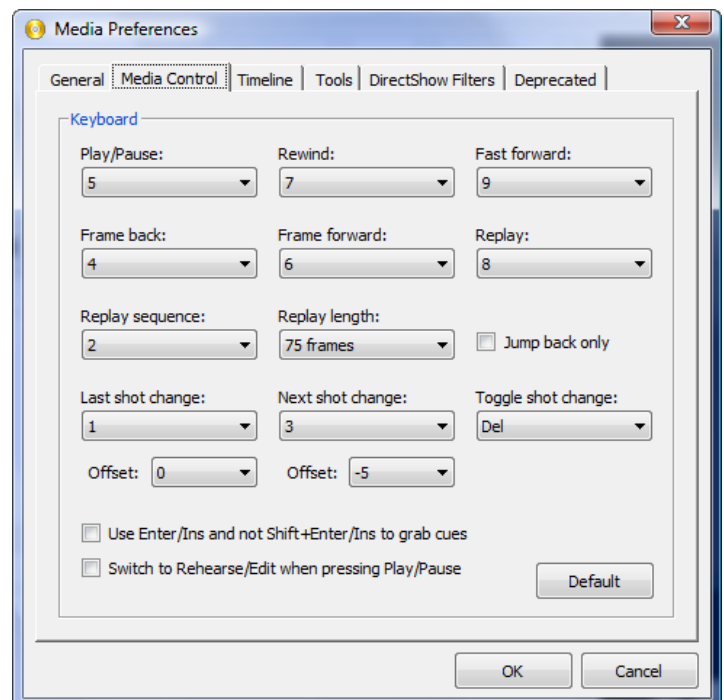 Media Preferences
General Media Control Timeline Tools DirectShow Filters Deprecated
Keyboard
Play/Pause: Rewind: Fast forward:
5 7 9
Frame back: Frame forward: Replay:
4 6 8
Replay sequence: Replay length:
2 75 frames Jump back only
Last shot change: Next shot change: Toggle shot change:
1 3 Del
Offset: 0 Offset: -5
Use Enter/Ins and not Shift+Enter/Ins to grab cues
Switch to Rehearse/Edit when pressing Play/Pause
Default
OK Cancel